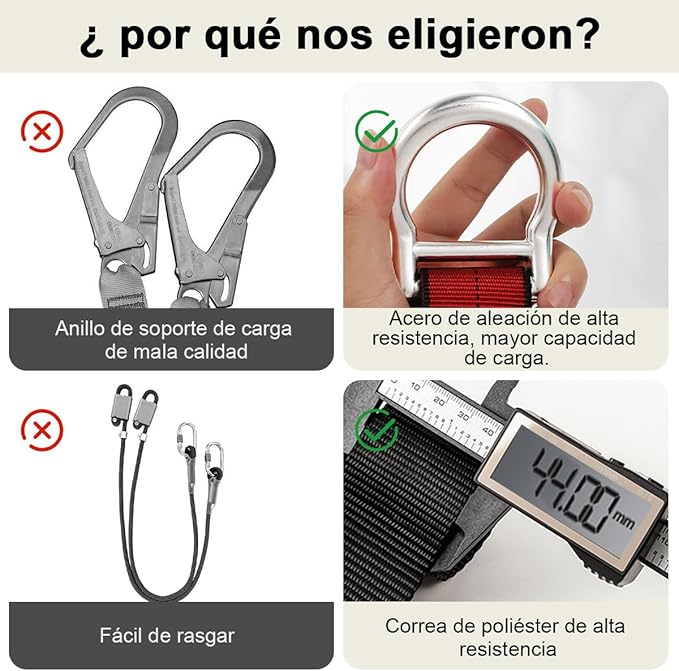 ¿ por qué nos eligieron?
Anillo de soporte de carga
de mala calidad
Acero de aleación de alta
resistencia, mayor capacidad
de carga.
10 20 30 40
44.00 mm
Fácil de rasgar
Correa de poliéster de alta
resistencia